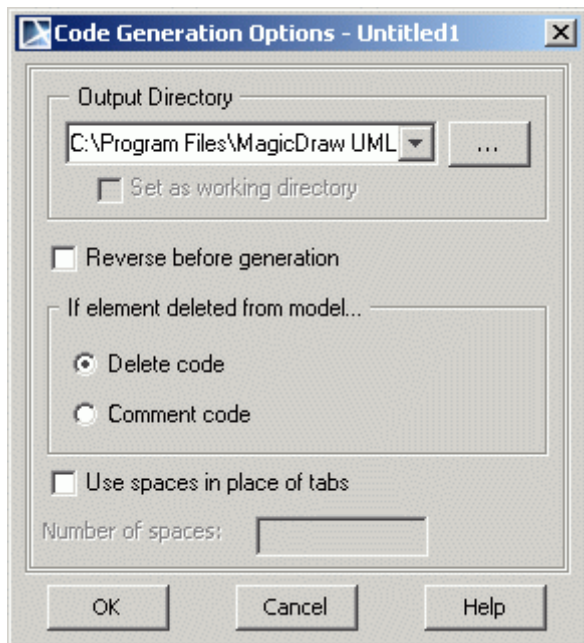 Code Generation Options - Untitled1
Output Directory
C:\Program Files\MagicDraw UML
...
Set as working directory
Reverse before generation
If element deleted from model...
Delete code
Comment code
Use spaces in place of tabs
Number of spaces:
OK Cancel Help